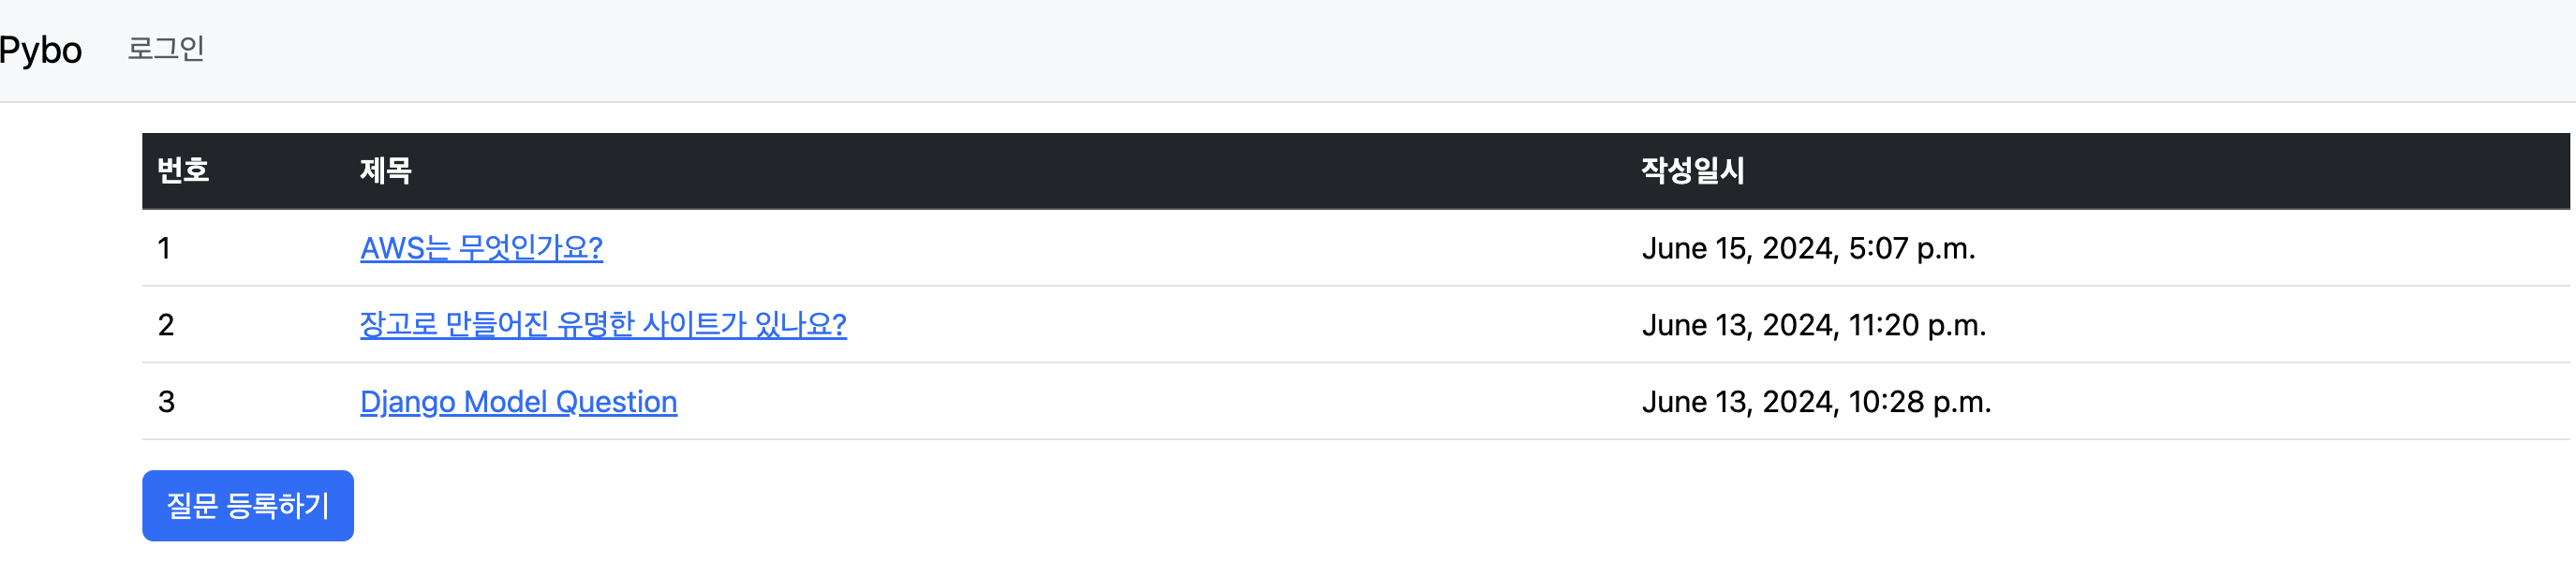 Pybo 로그인
번호 제목 작성일시
1 AWS는 무엇인가요? June 15, 2024, 5:07 p.m.
2 장고로 만들어진 유명한 사이트가 있나요? June 13, 2024, 11:20 p.m.
3 Django Model Question June 13, 2024, 10:28 p.m.
질문 등록하기